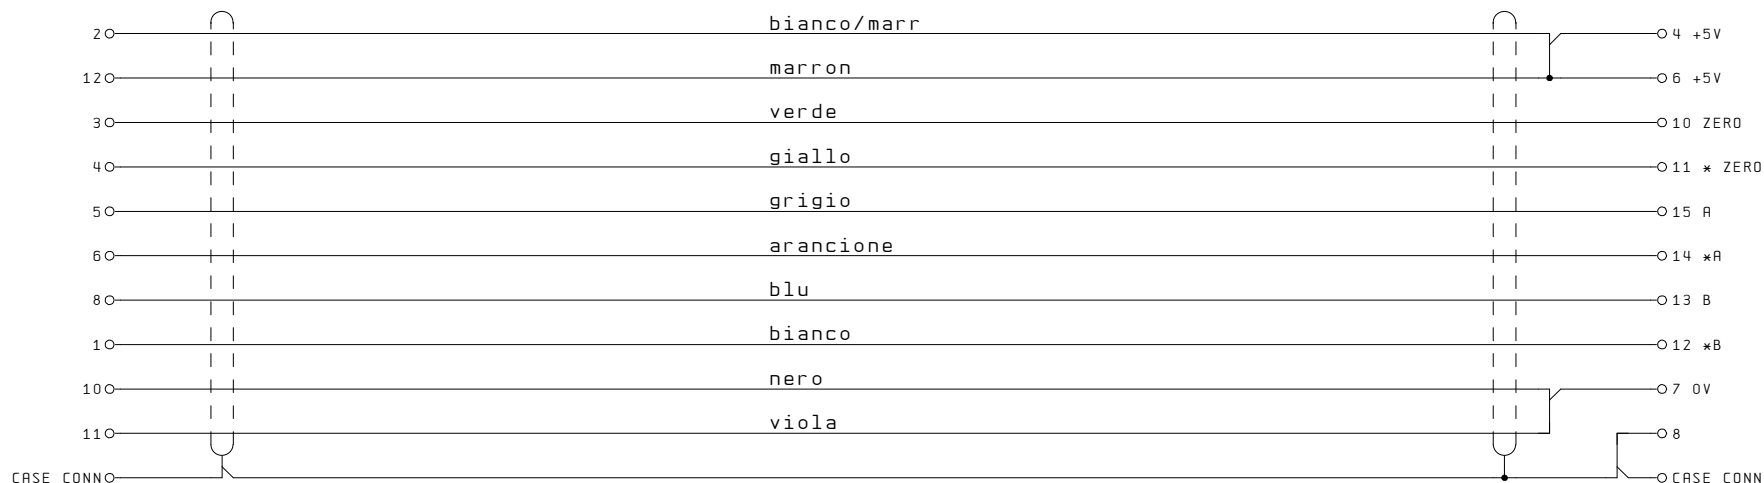 2 bianco/marr 4 +5V
12 marron 6 +5V
3 verde 10 ZERO
4 giallo 11 * ZERO
5 grigio 15 A
6 arancione 14 *A
8 blu 13 B
1 bianco 12 *B
10 nero 7 0V
11 viola 8
CASE CONN CASE CONN